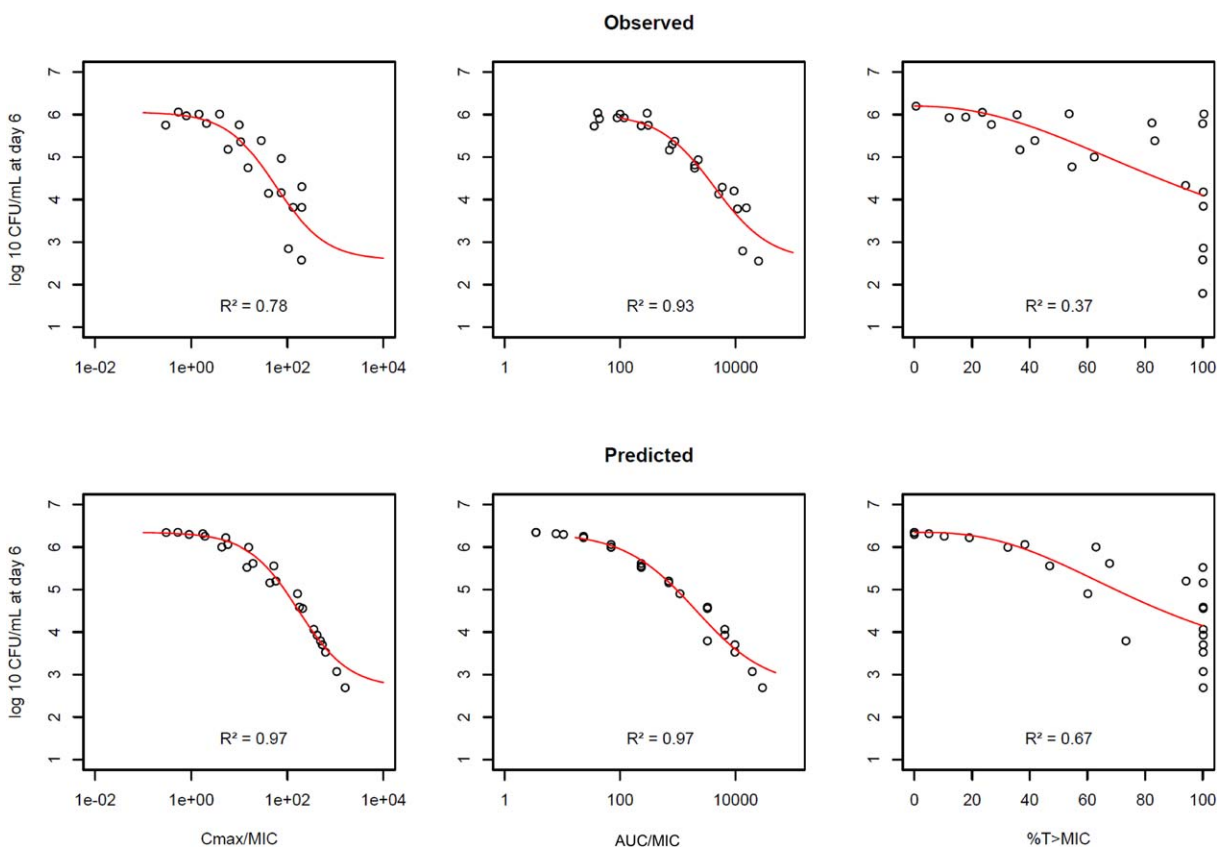 Observed
log 10 CFU/mL at day 6
7
6
5
4
3
2
1
R² = 0.78
1e-02 1e+00 1e+02 1e+04
7
6
5
4
3
2
1
R² = 0.93
1 100 10000
7
6
5
4
3
2
1
R² = 0.37
0 20 40 60 80 100
Predicted
log 10 CFU/mL at day 6
7
6
5
4
3
2
1
R² = 0.97
1e-02 1e+00 1e+02 1e+04
Cmax/MIC
7
6
5
4
3
2
1
R² = 0.97
1 100 10000
AUC/MIC
7
6
5
4
3
2
1
R² = 0.67
0 20 40 60 80 100
%T>MIC